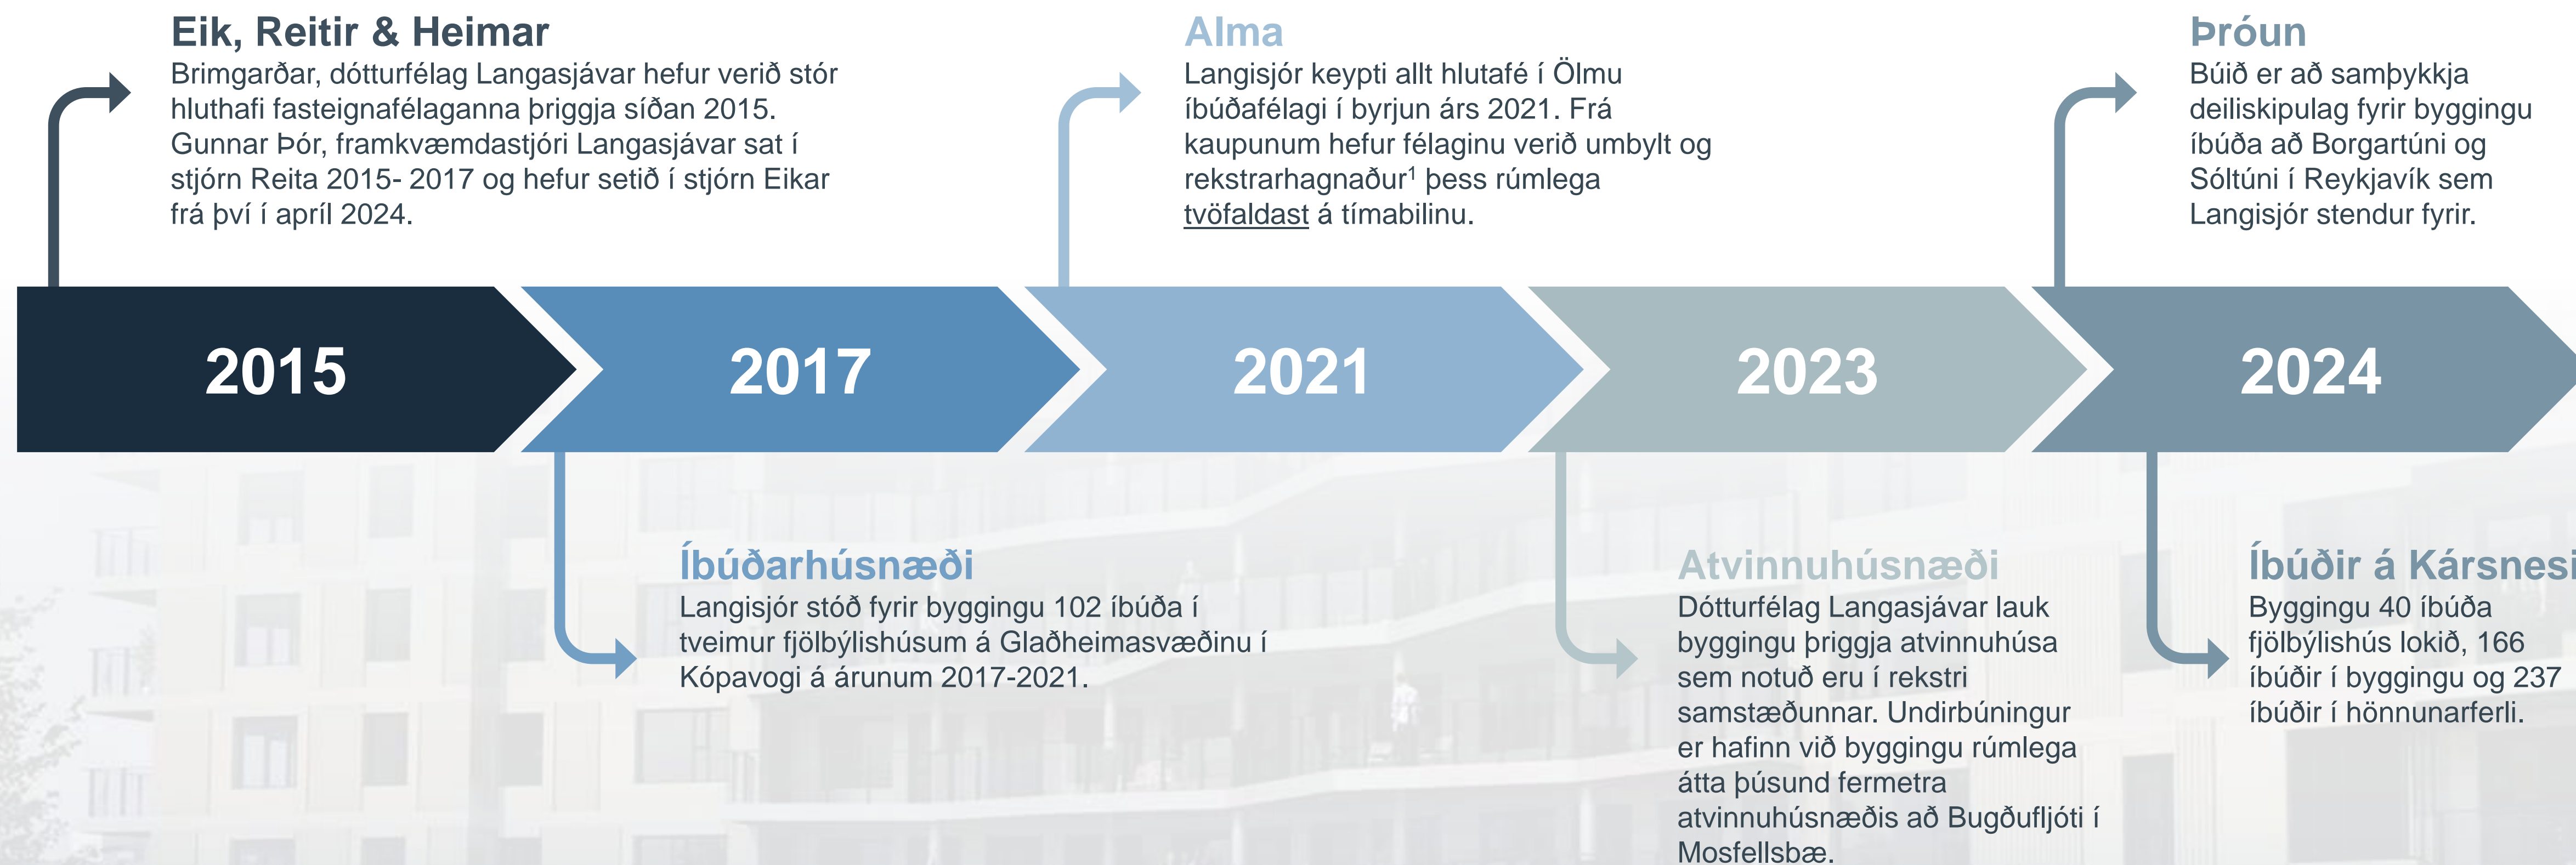 Eik, Reitir & Heimar
Brimgarðar, dótturfélag Langasjávar hefur verið stór
hluthafi fasteignafélaganna þriggja síðan 2015.
Gunnar Þór, framkvæmdastjóri Langasjávar sat í
stjórn Reita 2015- 2017 og hefur setið í stjórn Eikar
frá því í apríl 2024.
Alma
Langisjór keypti allt hlutafé í Ölmu
íbúðafélagi í byrjun árs 2021. Frá
kaupunum hefur félaginu verið umbylt og
rekstrarhagnaður¹ þess rúmlega
tvöfaldast á tímabilinu.
Þróun
Búið er að samþykkja
deiliskipulag fyrir byggingu
íbúða að Borgartúni og
Sóltúni í Reykjavík sem
Langisjór stendur fyrir.
2015
2017
2021
2023
2024
Íbúðarhúsnæði
Langisjór stóð fyrir byggingu 102 íbúða í
tveimur fjölbýlishúsum á Glaðheimasvæðinu í
Kópavogi á árunum 2017-2021.
Atvinnuhúsnæði
Dótturfélag Langasjávar lauk
byggingu þriggja atvinnuhúsa
sem notuð eru í rekstri
samstæðunnar. Undirbúningur
er hafinn við byggingu rúmlega
átta þúsund fermetra
atvinnuhúsnæðis að Bugðufljóti í
Mosfellsbæ.
Íbúðir á Kársnesi
Byggingu 40 íbúða
fjölbýlishús lokið, 166
íbúðir í byggingu og 237
íbúðir í hönnunarferli.